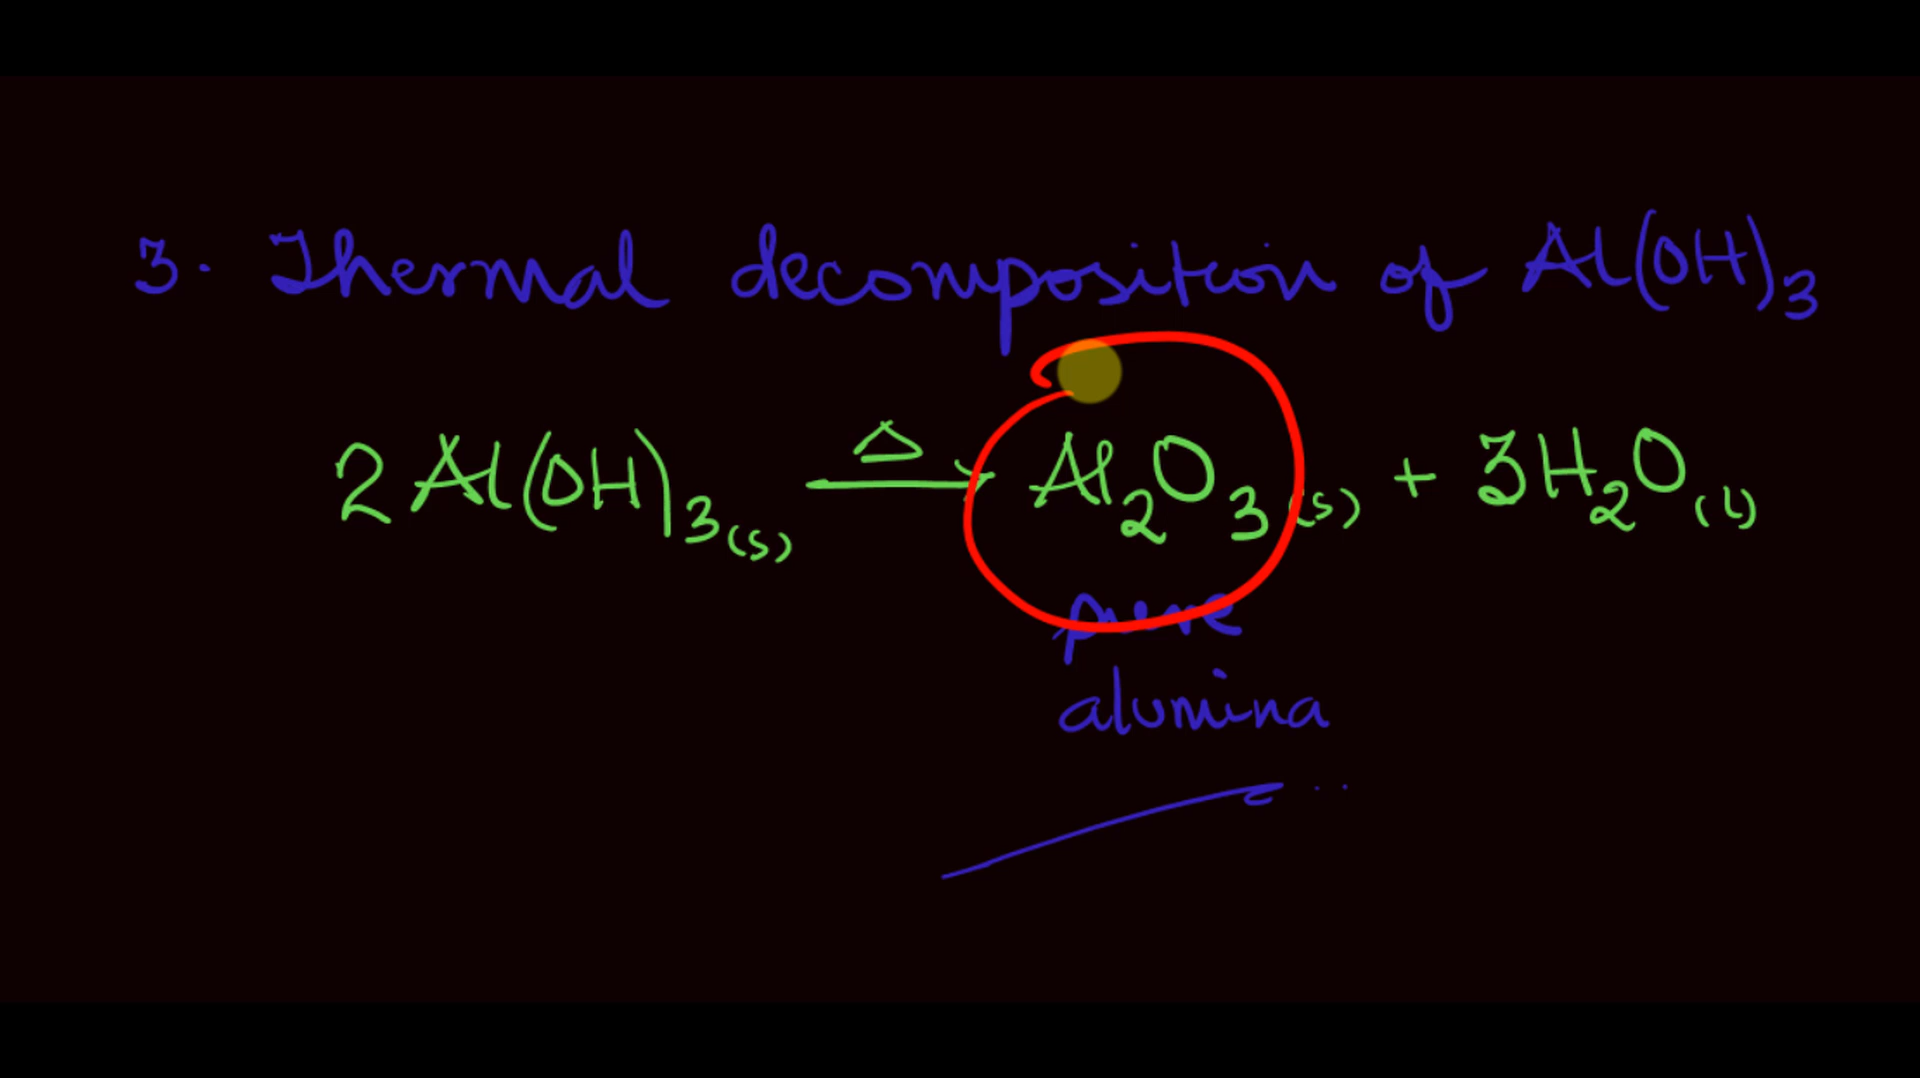 3. Thermal decomposition of Al(OH)₃
2Al(OH)₃(s) →Δ Al₂O₃(s) + 3H₂O(l)
pure
alumina